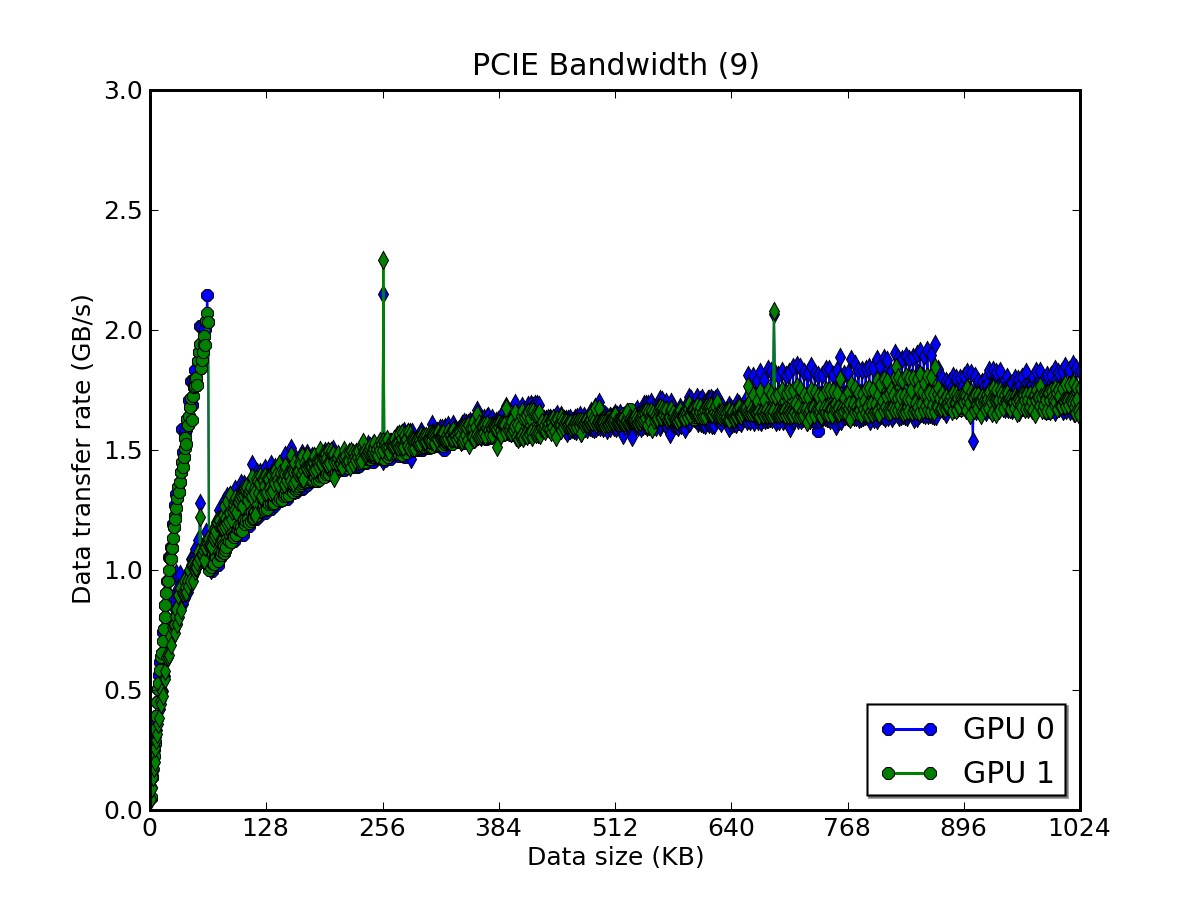 PCIE Bandwidth (9)
3.0
2.5
2.0
1.5
1.0
0.5
0.0
Data transfer rate (GB/s)
GPU 0
GPU 1
0 128 256 384 512 640 768 896 1024
Data size (KB)